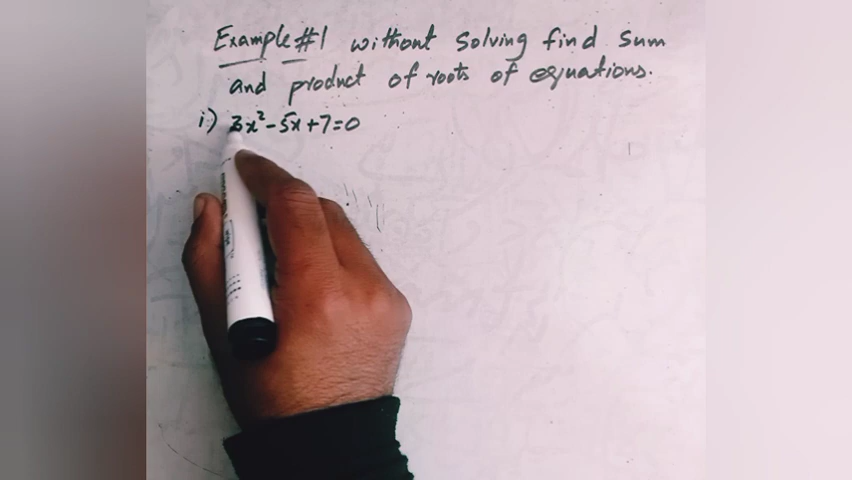 Example #1 without solving find sum
and product of roots of equations.
i) 3x²-5x+7=0